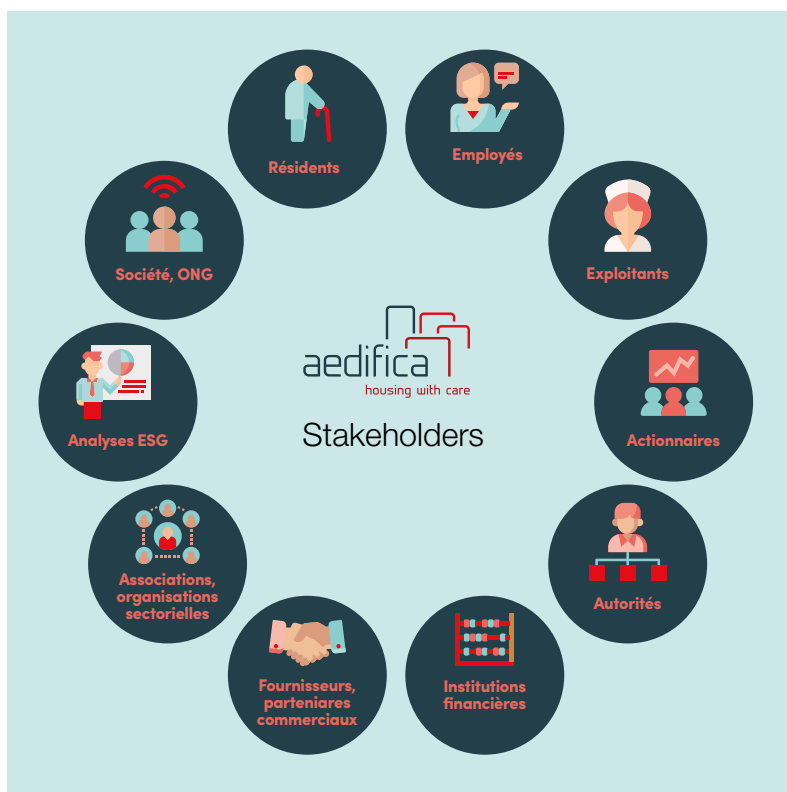 Résidents
Employés
Exploitants
Société, ONG
aedifica
housing with care
Stakeholders
Analyses ESG
Actionnaires
Associations,
organisations
sectorielles
Autorités
Fournisseurs,
parteniares
commerciaux
Institutions
financières